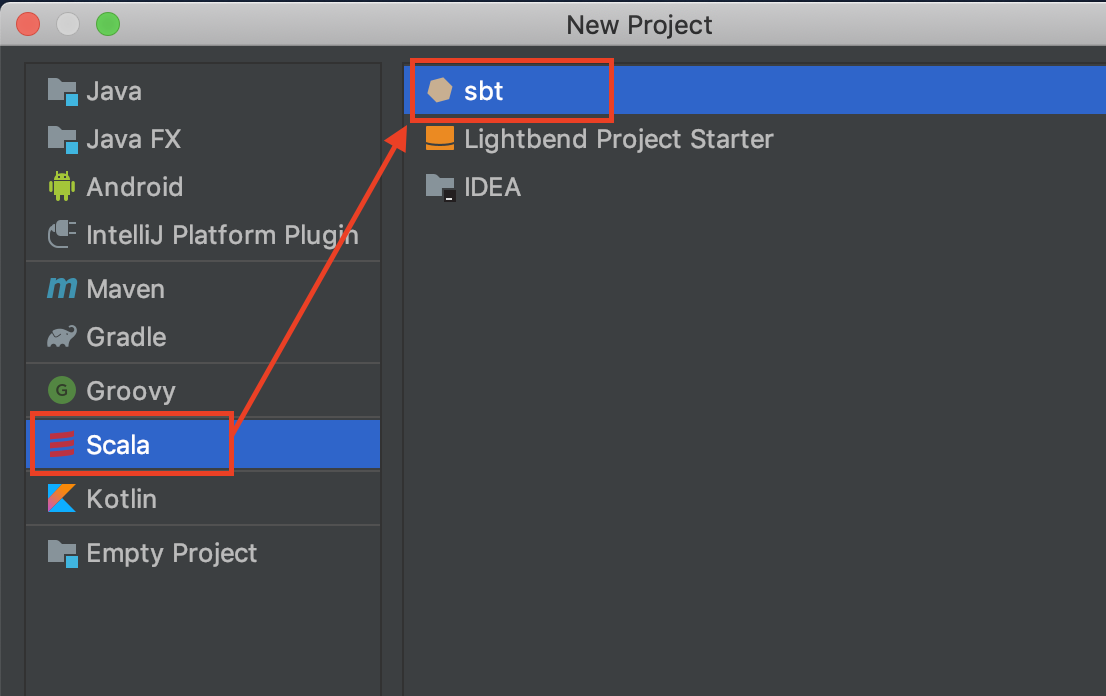 New Project
Java
Java FX
Android
IntelliJ Platform Plugin
m Maven
Gradle
G Groovy
Scala
Kotlin
Empty Project
sbt
Lightbend Project Starter
IDEA